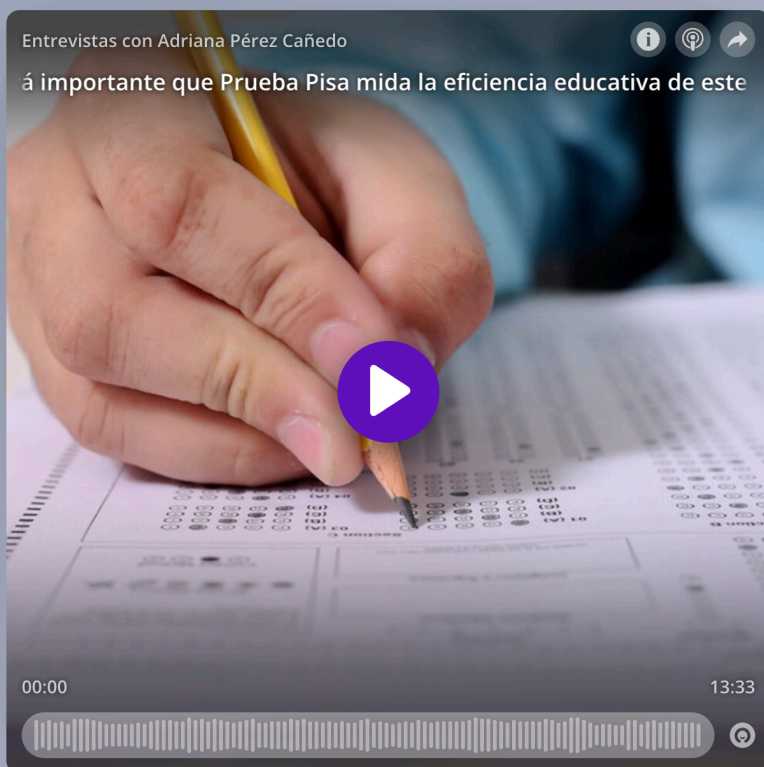 Entrevistas con Adriana Pérez Cañedo
á importante que Prueba Pisa mida la eficiencia educativa de este
Section C
00:00
13:33